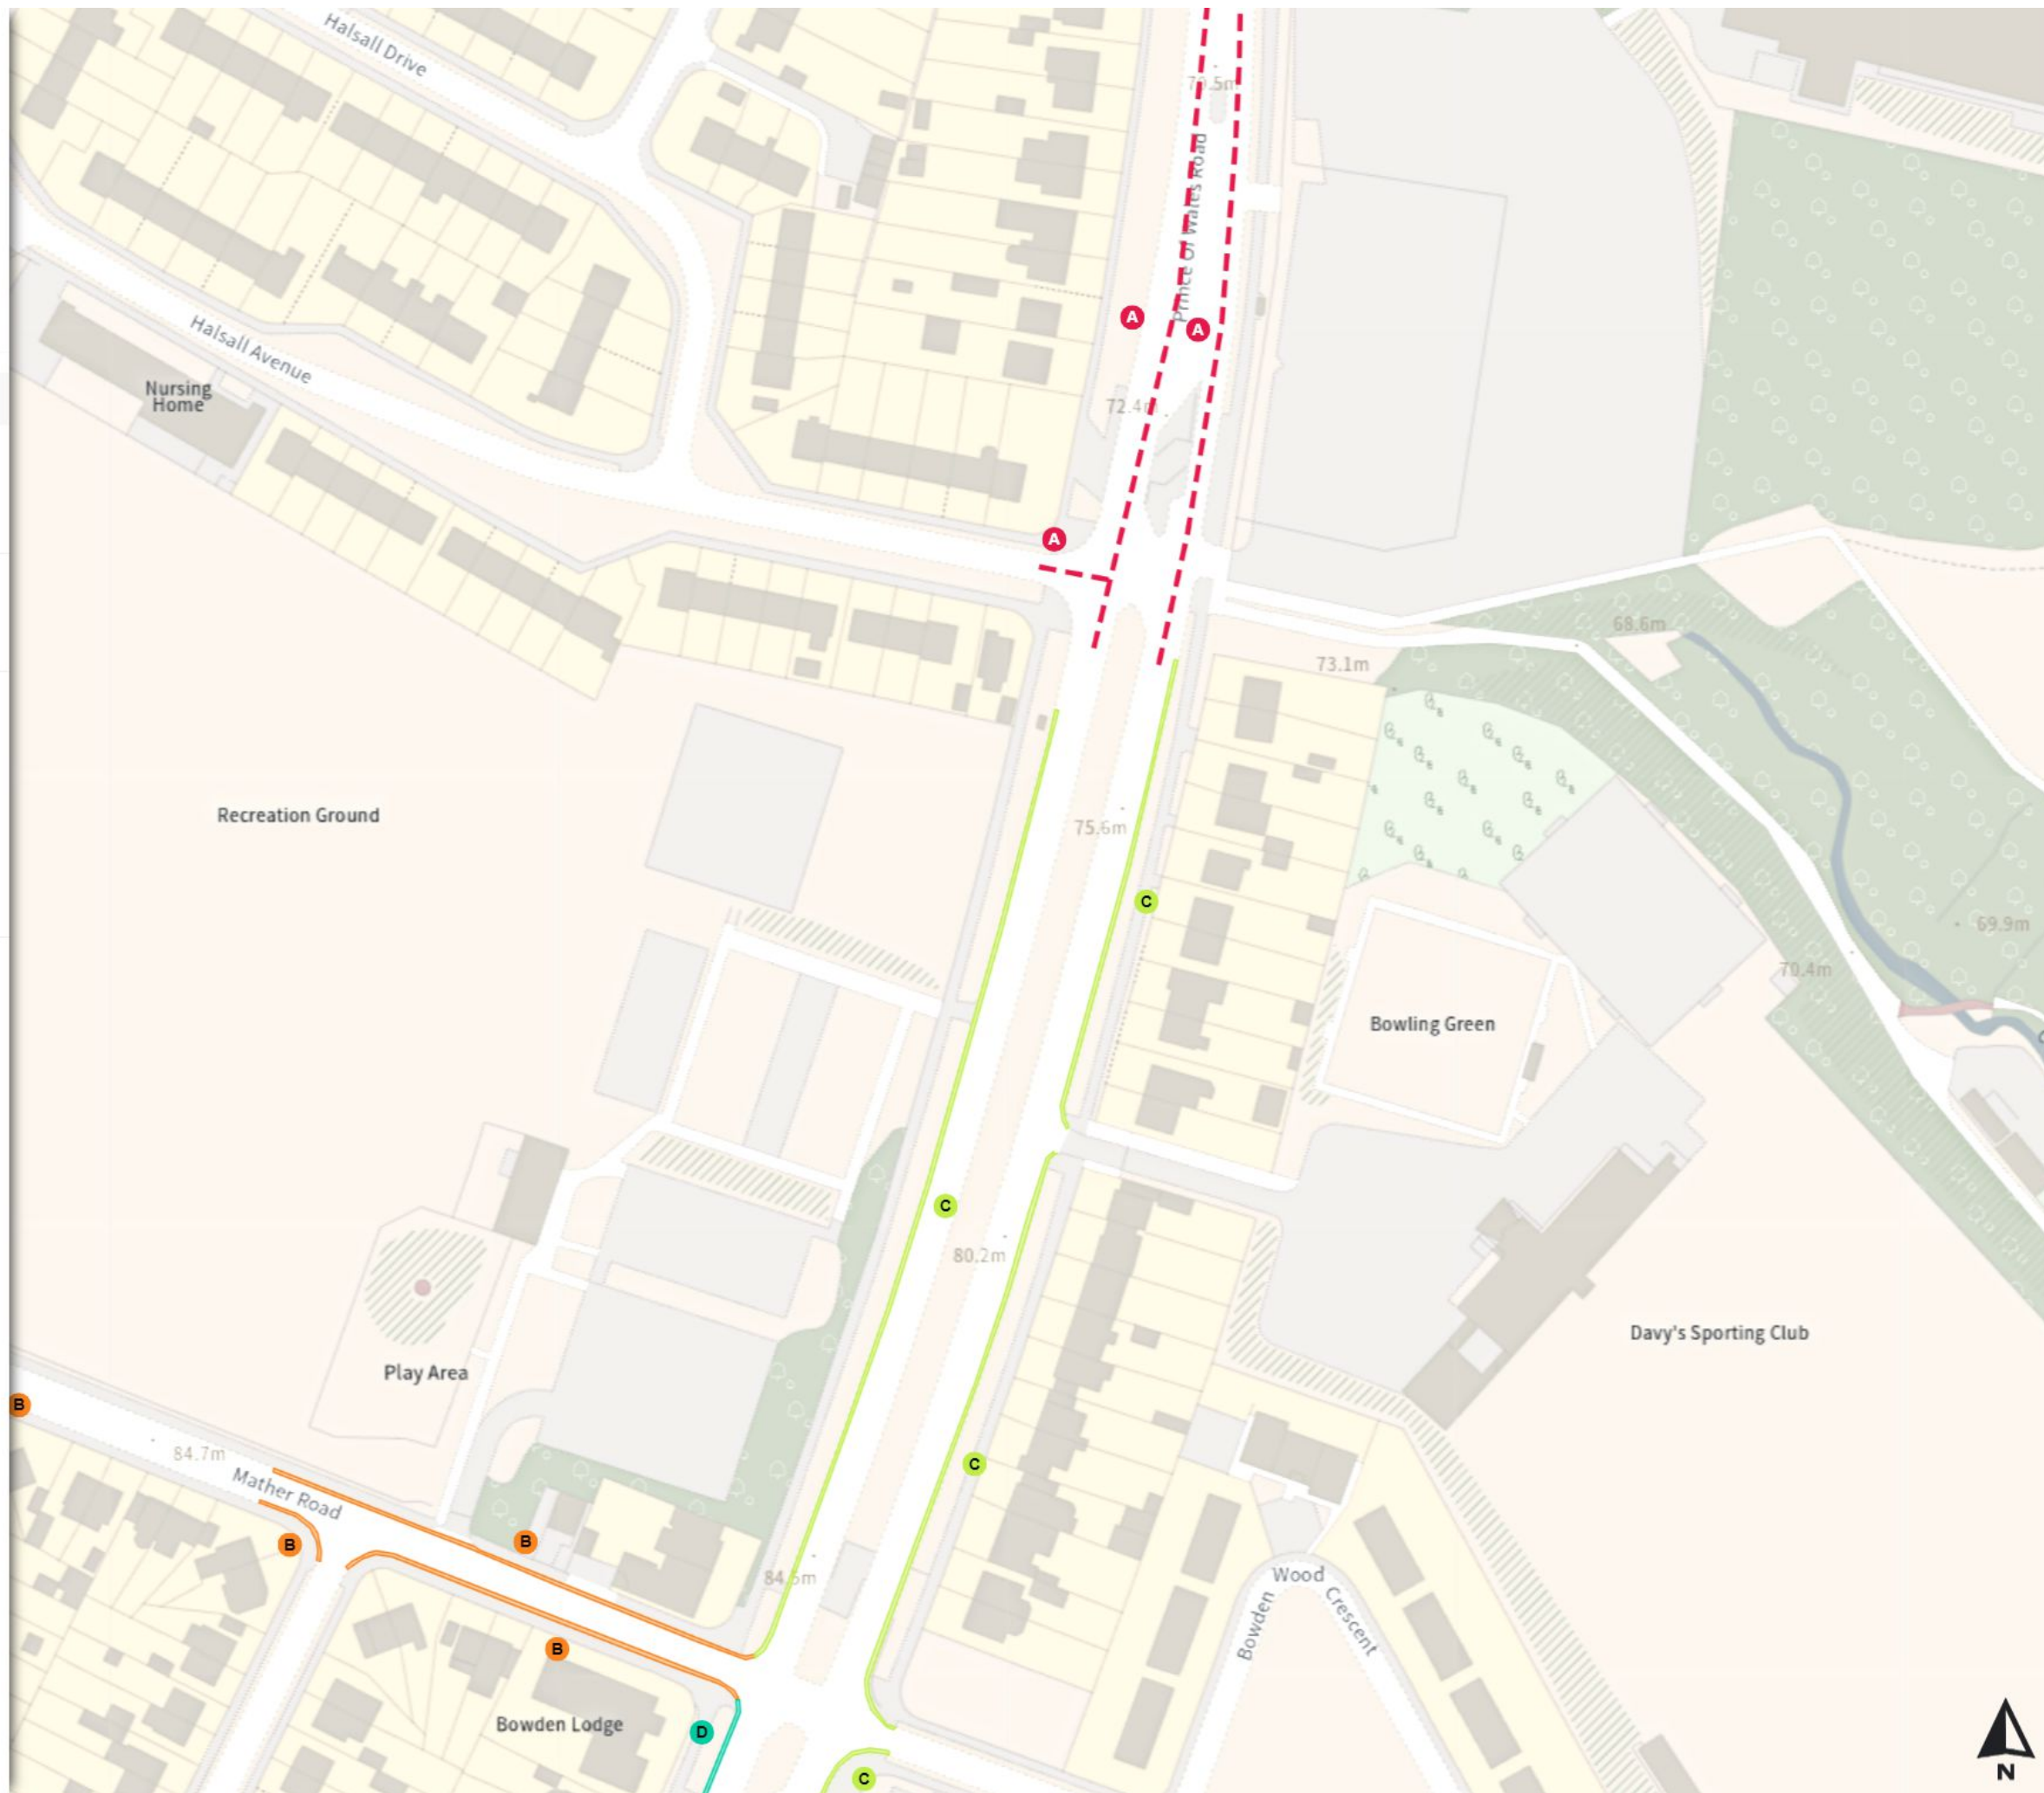 Halsall Drive
Prince Of Wales Road
A
A
Halsall Avenue
Nursing
Home
72.4m
A
68.6m
73.1m
Recreation Ground
75.6m
C
69.9m
70.4m
Bowling Green
C
80.2m
Davy's Sporting Club
Play Area
B
84.7m
Mather Road
C
B
B
84.5m
Wood
Bowden
Crescent
B
Bowden Lodge
D
C
N